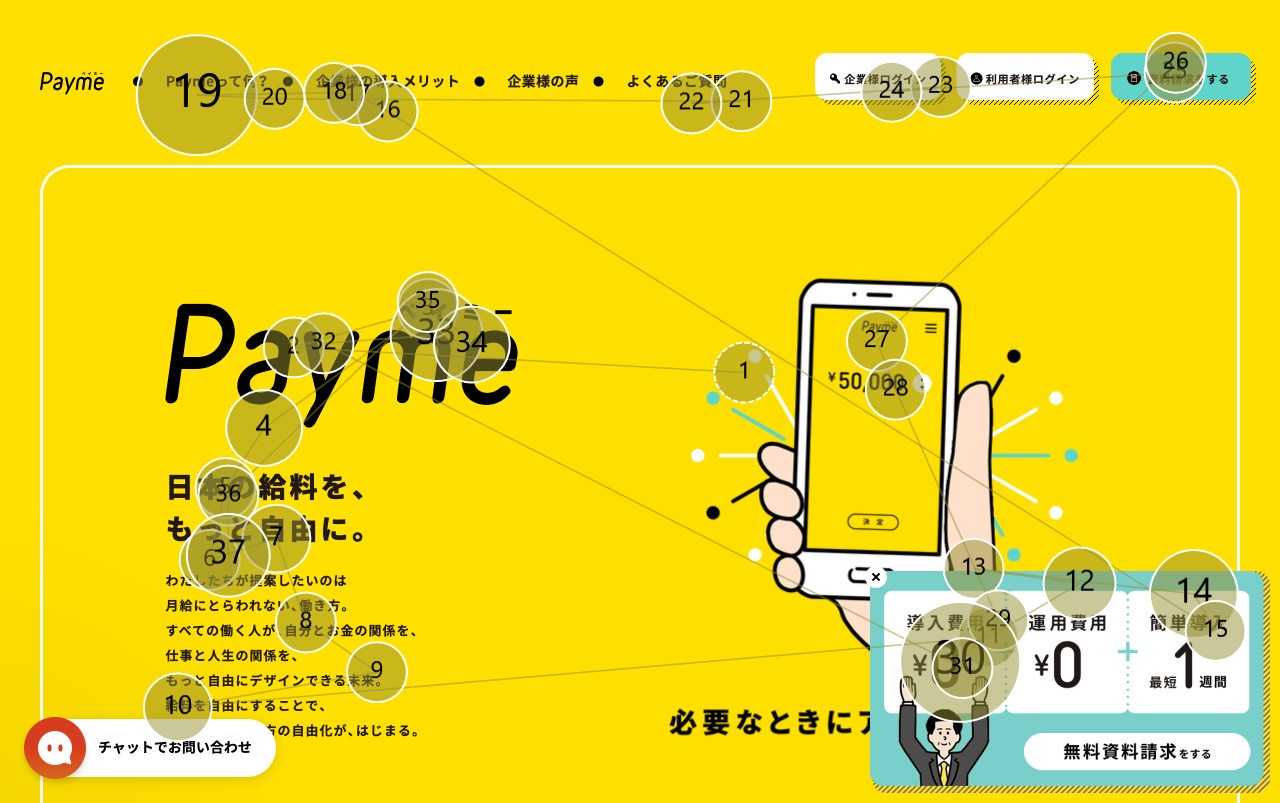 Payme
Paymeって何？
企業様の導入メリット
企業様の声
よくあるご質問
企業様ログイン
利用者様ログイン
資料請求をする
19
20
18
17
16
22
21
24
23
26
25
ペイミー
Payme
35
33
34
2
32
1
4
Payme
27
¥50,000
28
決定
日本の給料を、
もっと自由に。
5
36
6
37
7
わたしたちが提案したいのは
月給にとらわれない、働き方。
すべての働く人が、自分とお金の関係を、
仕事と人生の関係を、
もっと自由にデザインできる未来。
給料を自由にすることで、
方の自由化が、はじまる。
8
9
10
チャットでお問い合わせ
必要なときにア
×
13
12
14
15
29
11
30
31
導入費用
¥0
+
運用費用
¥0
+
簡単導入
最短1週間
無料資料請求をする